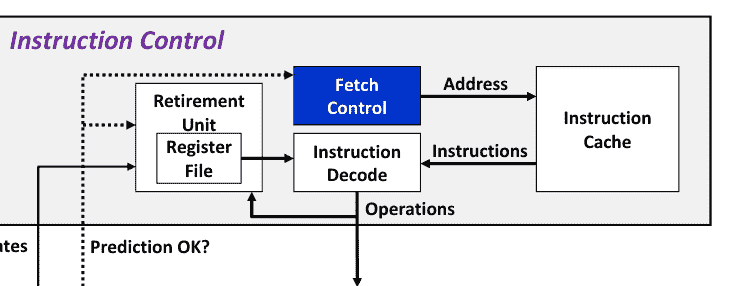 Instruction Control
Fetch
Control
Address
Retirement
Unit
Register
File
Instruction
Decode
Instructions
Instruction
Cache
Operations
Prediction OK?